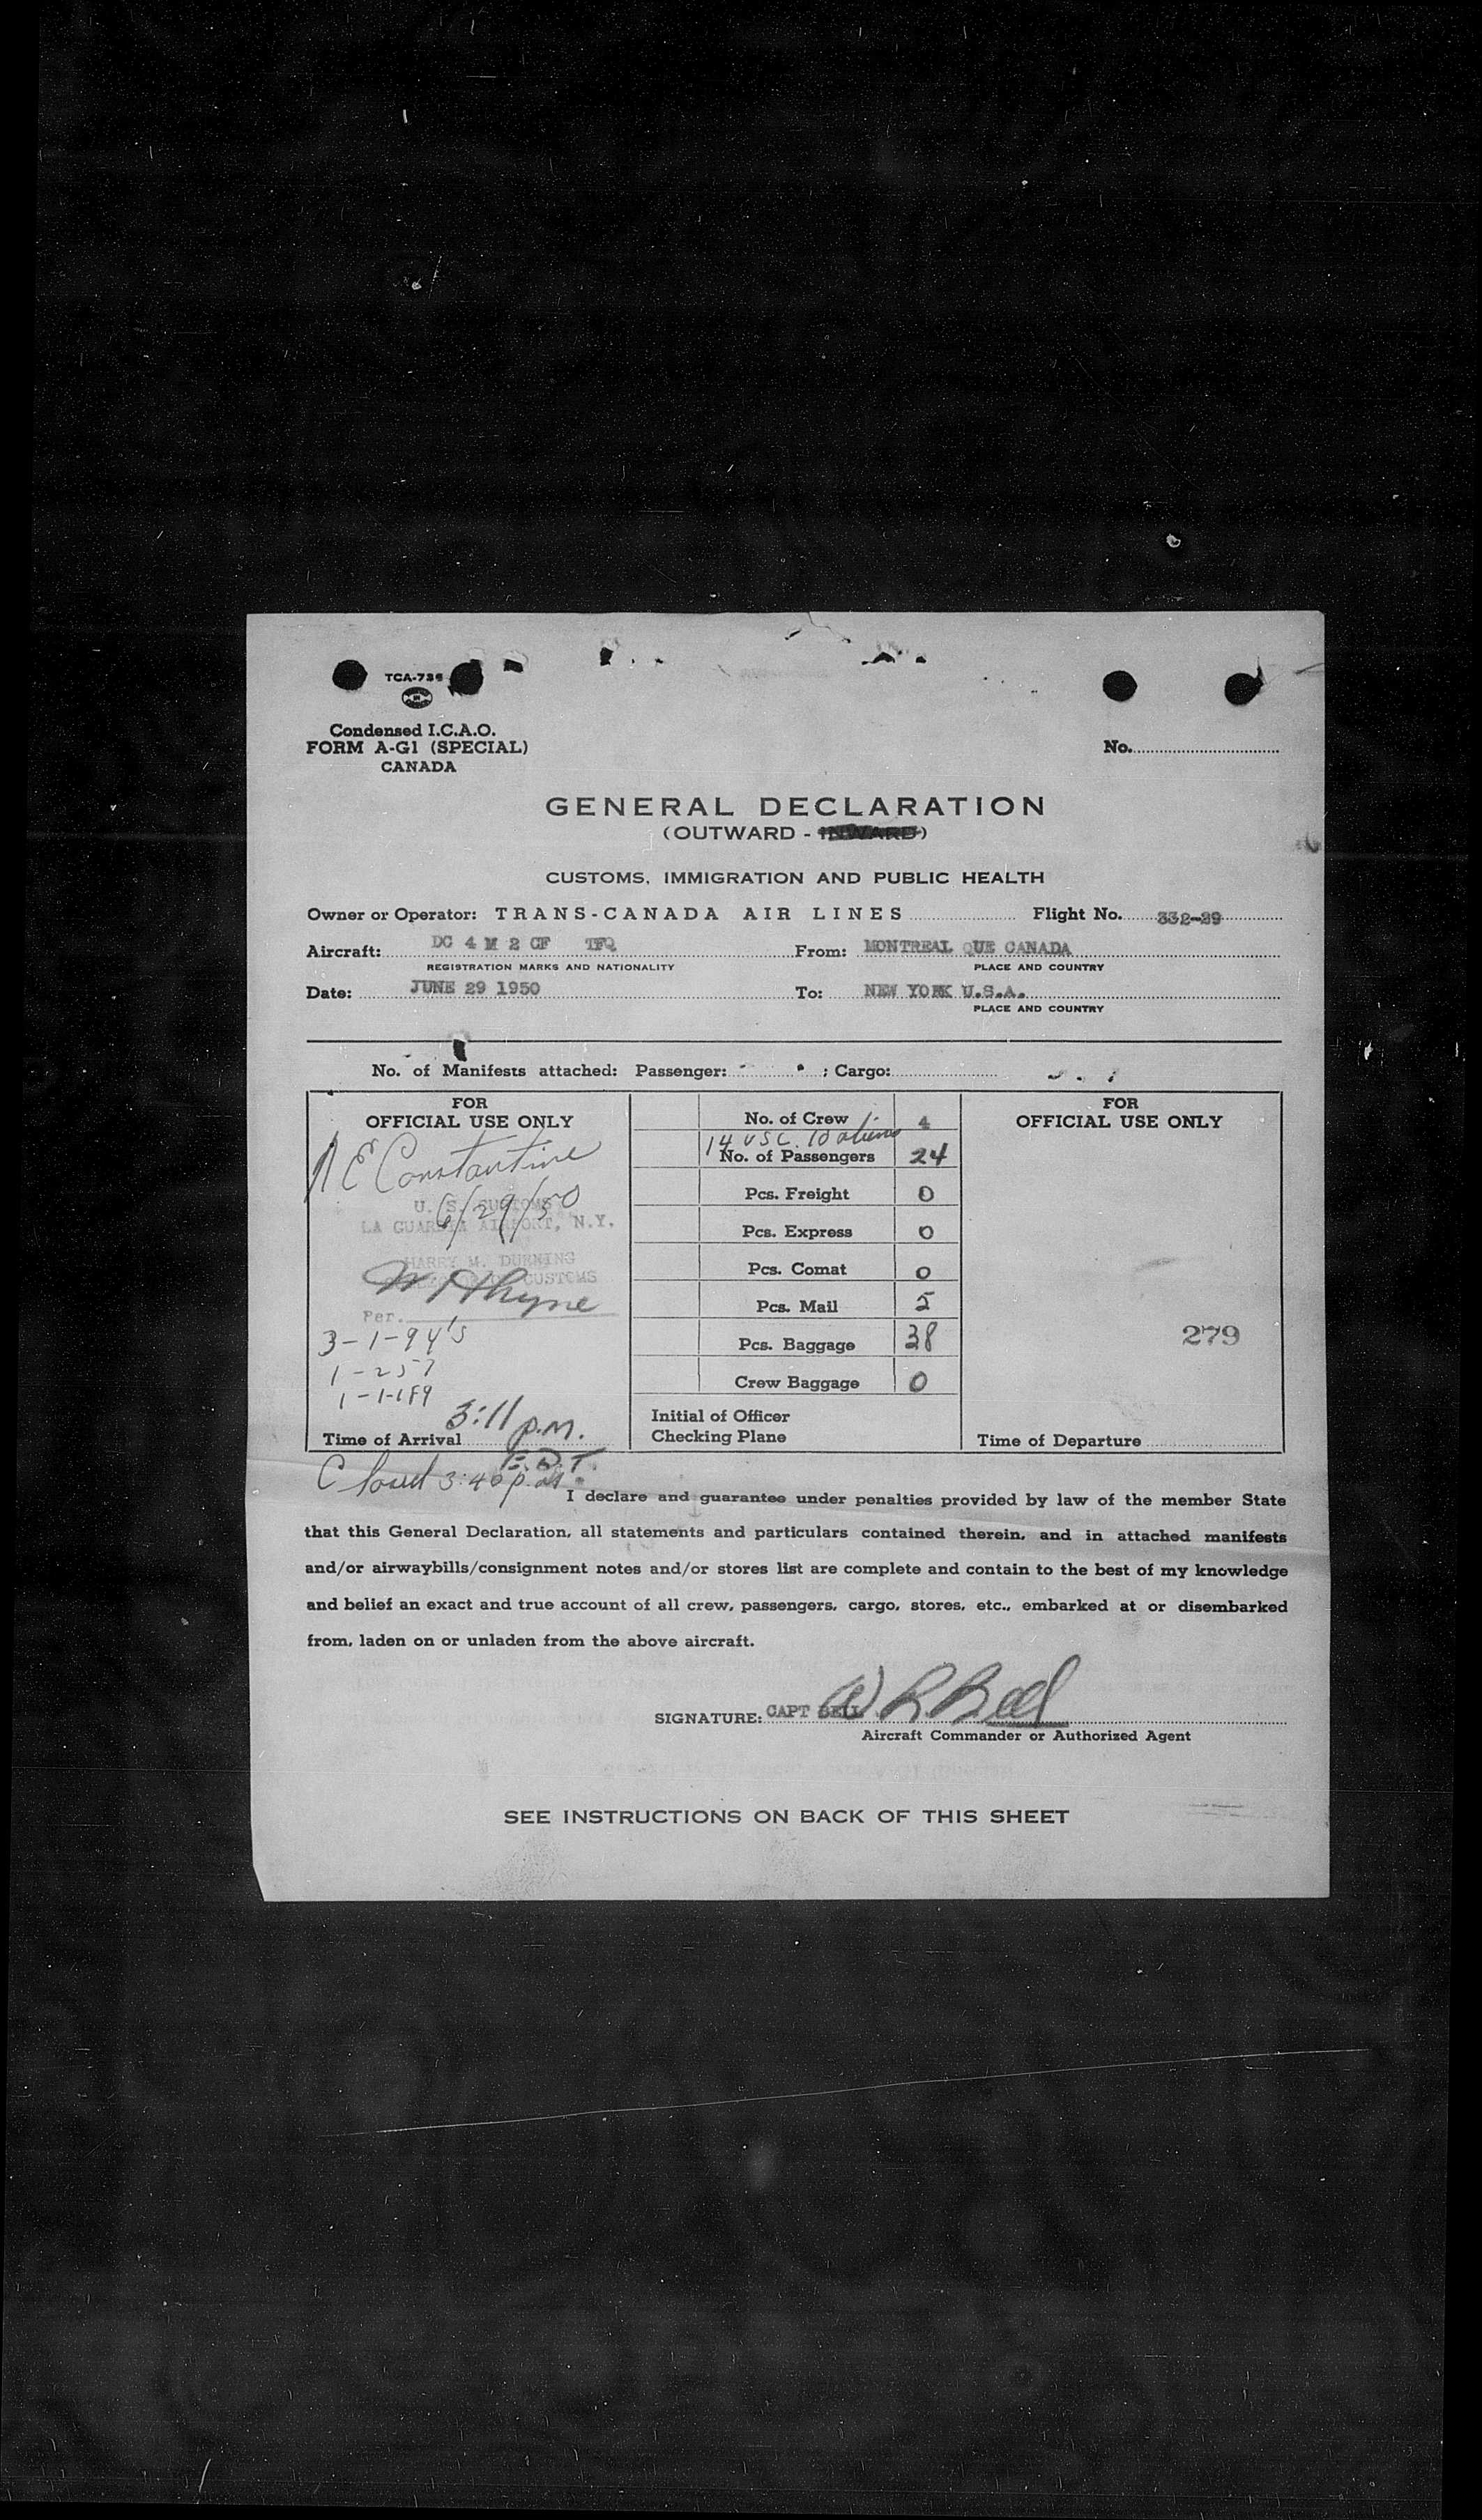 TCA-736
Condensed I.C.A.O.
FORM A-G1 (SPECIAL)
CANADA
No.
GENERAL DECLARATION
(OUTWARD - INWARD)
CUSTOMS, IMMIGRATION AND PUBLIC HEALTH
Owner or Operator: TRANS-CANADA AIR LINES Flight No. 332-29
Aircraft: DC 4 M 2 CF TFQ From: MONTREAL QUE CANADA
REGISTRATION MARKS AND NATIONALITY PLACE AND COUNTRY
Date: JUNE 29 1950 To: NEW YORK U.S.A.
PLACE AND COUNTRY
No. of Manifests attached: Passenger: ; Cargo:
FOR
OFFICIAL USE ONLY
E Constantine
6/29/50
U. S. CUSTOMS
LA GUARDIA AIRPORT, N.Y.
HARRY M. DURNING
CUSTOMS
Per.
3-1-94's
1-257
1-1-189
3:11 p.m.
Time of Arrival
E.D.T.
Closed 3:40 p.m.
No. of Crew 4
14 USC. 10 aliens
No. of Passengers 24
Pcs. Freight 0
Pcs. Express 0
Pcs. Comat 0
Pcs. Mail 5
Pcs. Baggage 38
Crew Baggage 0
Initial of Officer
Checking Plane
FOR
OFFICIAL USE ONLY
279
Time of Departure
I declare and guarantee under penalties provided by law of the member State
that this General Declaration, all statements and particulars contained therein, and in attached manifests
and/or airwaybills/consignment notes and/or stores list are complete and contain to the best of my knowledge
and belief an exact and true account of all crew, passengers, cargo, stores, etc., embarked at or disembarked
from, laden on or unladen from the above aircraft.
SIGNATURE: CAPT BELL W R Bell
Aircraft Commander or Authorized Agent
SEE INSTRUCTIONS ON BACK OF THIS SHEET